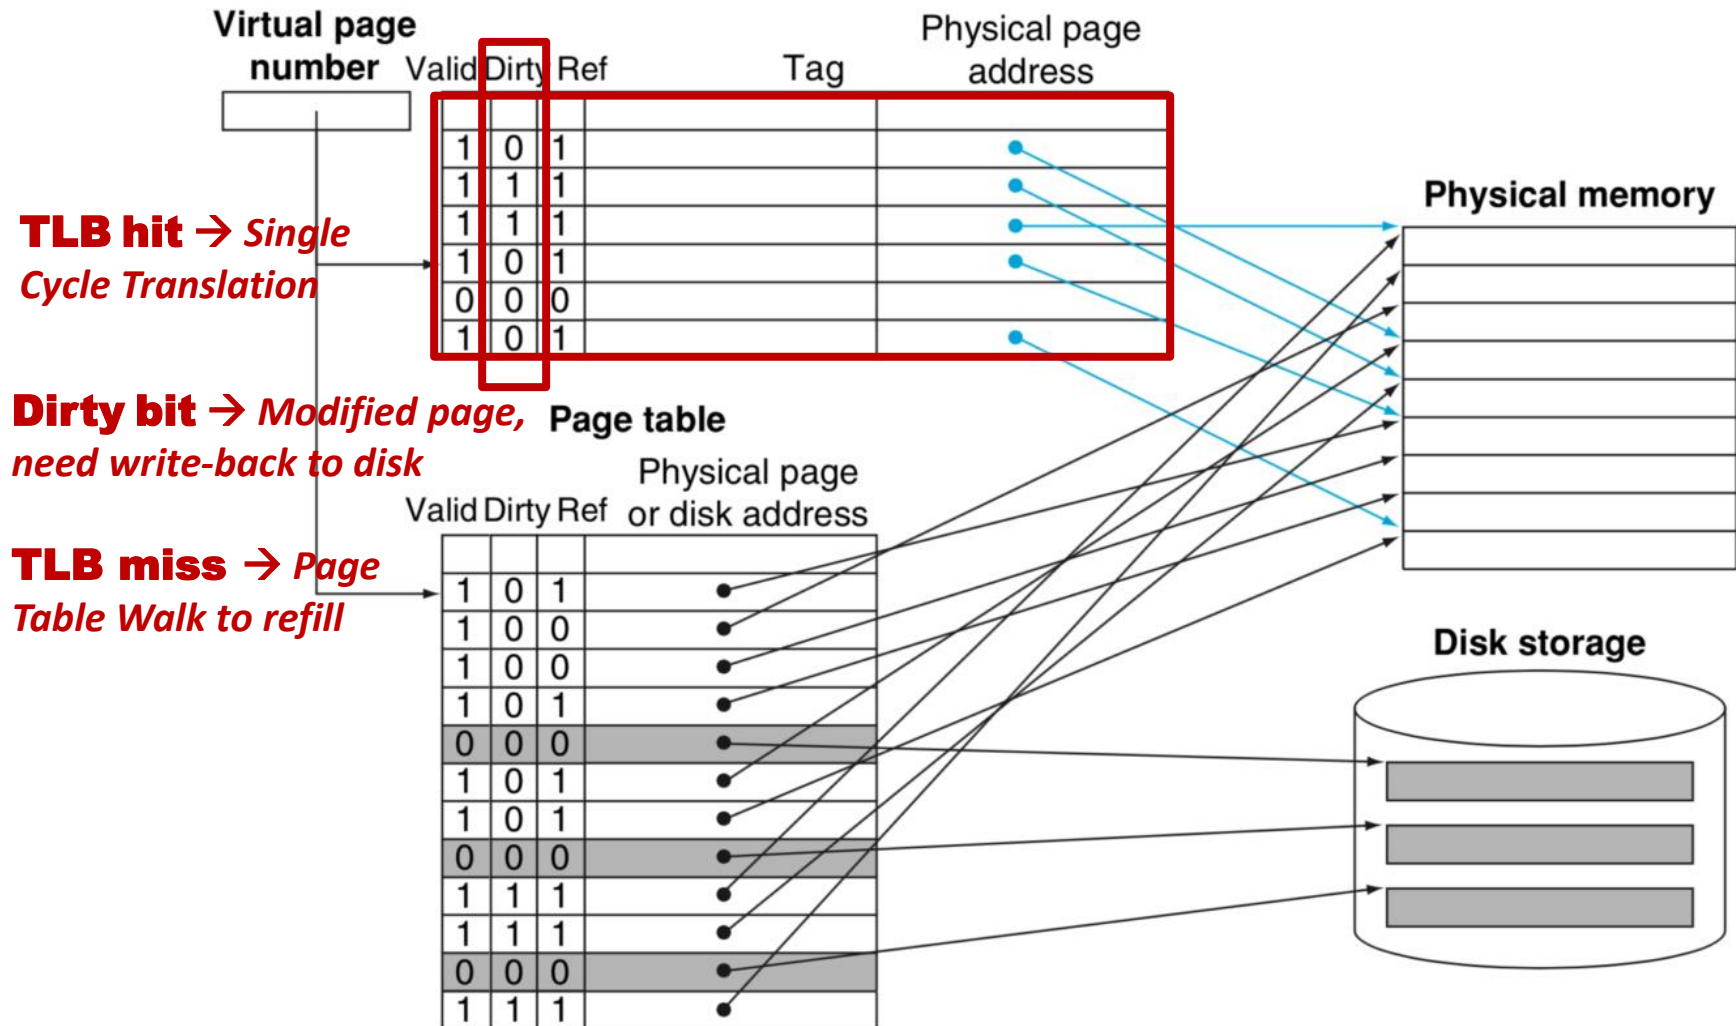 Virtual page
number
Valid Dirty Ref
Tag
Physical page
address
1 0 1
1 1 1
1 1 1
1 0 1
0 0 0
1 0 1
TLB hit → Single
Cycle Translation
Physical memory
Dirty bit → Modified page,
need write-back to disk
Page table
Physical page
or disk address
Valid Dirty Ref
TLB miss → Page
Table Walk to refill
1 0 1
1 0 0
1 0 0
1 0 1
0 0 0
1 0 1
1 0 1
0 0 0
1 1 1
1 1 1
0 0 0
1 1 1
Disk storage